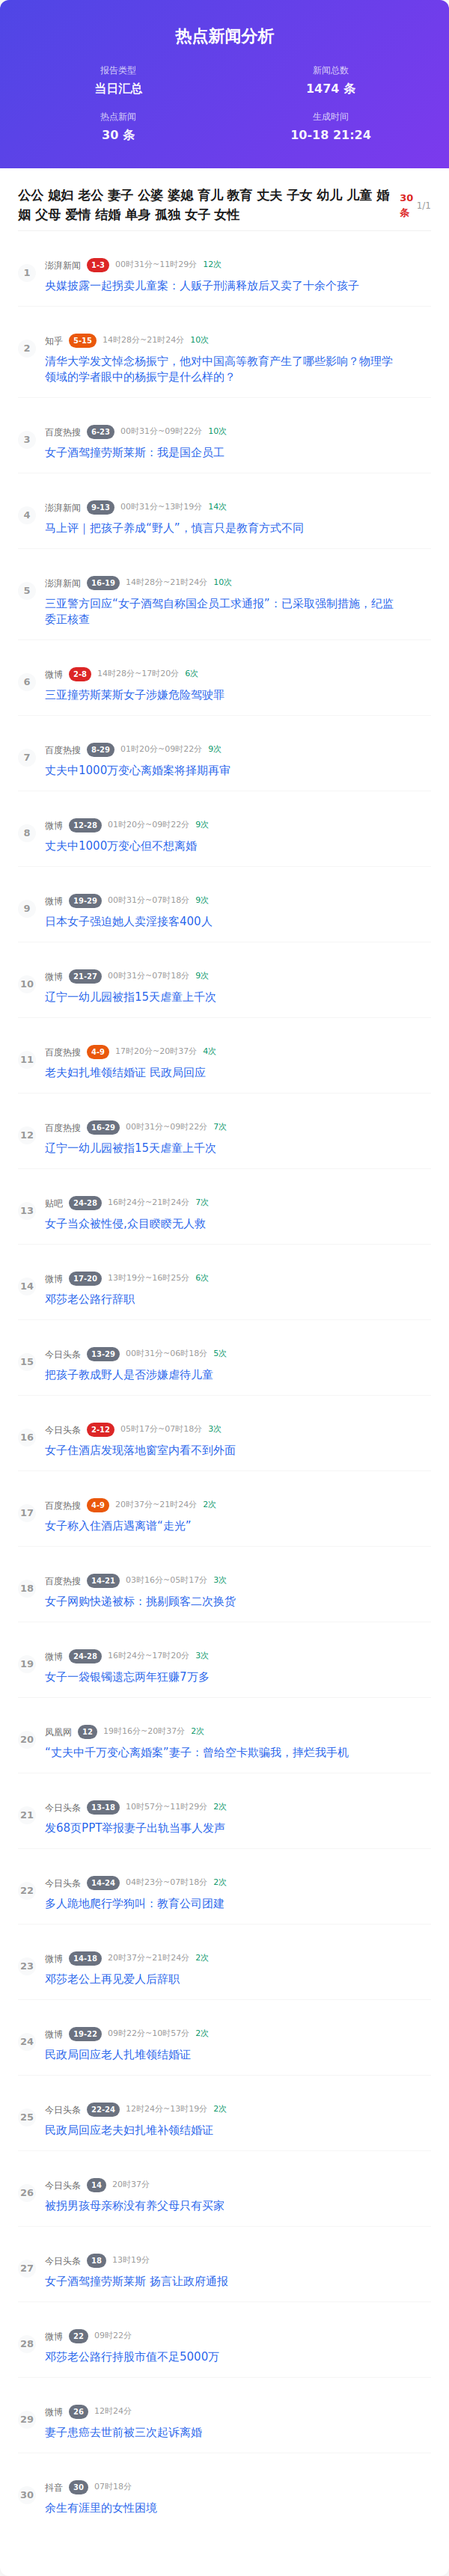 热点新闻分析
报告类型
新闻总数
当日汇总
1474 条
热点新闻
生成时间
30 条
10-18 21:24
公公 媳妇 老公 妻子 公婆 婆媳 育儿 教育 丈夫 子女 幼儿 儿童 婚
姻 父母 爱情 结婚 单身 孤独 女子 女性
30
条
1/1
1
澎湃新闻 1-3 00时31分~11时29分 12次
央媒披露一起拐卖儿童案：人贩子刑满释放后又卖了十余个孩子
2
知乎 5-15 14时28分~21时24分 10次
清华大学发文悼念杨振宁，他对中国高等教育产生了哪些影响？物理学
领域的学者眼中的杨振宁是什么样的？
3
百度热搜 6-23 00时31分~09时22分 10次
女子酒驾撞劳斯莱斯：我是国企员工
4
澎湃新闻 9-13 00时31分~13时19分 14次
马上评｜把孩子养成“野人”，慎言只是教育方式不同
5
澎湃新闻 16-19 14时28分~21时24分 10次
三亚警方回应“女子酒驾自称国企员工求通报”：已采取强制措施，纪监
委正核查
6
微博 2-8 14时28分~17时20分 6次
三亚撞劳斯莱斯女子涉嫌危险驾驶罪
7
百度热搜 8-29 01时20分~09时22分 9次
丈夫中1000万变心离婚案将择期再审
8
微博 12-28 01时20分~09时22分 9次
丈夫中1000万变心但不想离婚
9
微博 19-29 00时31分~07时18分 9次
日本女子强迫她人卖淫接客400人
10
微博 21-27 00时31分~07时18分 9次
辽宁一幼儿园被指15天虐童上千次
11
百度热搜 4-9 17时20分~20时37分 4次
老夫妇扎堆领结婚证 民政局回应
12
百度热搜 16-29 00时31分~09时22分 7次
辽宁一幼儿园被指15天虐童上千次
13
贴吧 24-28 16时24分~21时24分 7次
女子当众被性侵,众目睽睽无人救
14
微博 17-20 13时19分~16时25分 6次
邓莎老公路行辞职
15
今日头条 13-29 00时31分~06时18分 5次
把孩子教成野人是否涉嫌虐待儿童
16
今日头条 2-12 05时17分~07时18分 3次
女子住酒店发现落地窗室内看不到外面
17
百度热搜 4-9 20时37分~21时24分 2次
女子称入住酒店遇离谱“走光”
18
百度热搜 14-21 03时16分~05时17分 3次
女子网购快递被标：挑剔顾客二次换货
19
微博 24-28 16时24分~17时20分 3次
女子一袋银镯遗忘两年狂赚7万多
20
凤凰网 12 19时16分~20时37分 2次
“丈夫中千万变心离婚案”妻子：曾给空卡欺骗我，摔烂我手机
21
今日头条 13-18 10时57分~11时29分 2次
发68页PPT举报妻子出轨当事人发声
22
今日头条 14-24 04时23分~07时18分 2次
多人跪地爬行学狗叫：教育公司团建
23
微博 14-18 20时37分~21时24分 2次
邓莎老公上再见爱人后辞职
24
微博 19-22 09时22分~10时57分 2次
民政局回应老人扎堆领结婚证
25
今日头条 22-24 12时24分~13时19分 2次
民政局回应老夫妇扎堆补领结婚证
26
今日头条 14 20时37分
被拐男孩母亲称没有养父母只有买家
27
今日头条 18 13时19分
女子酒驾撞劳斯莱斯 扬言让政府通报
28
微博 22 09时22分
邓莎老公路行持股市值不足5000万
29
微博 26 12时24分
妻子患癌去世前被三次起诉离婚
30
抖音 30 07时18分
余生有涯里的女性困境